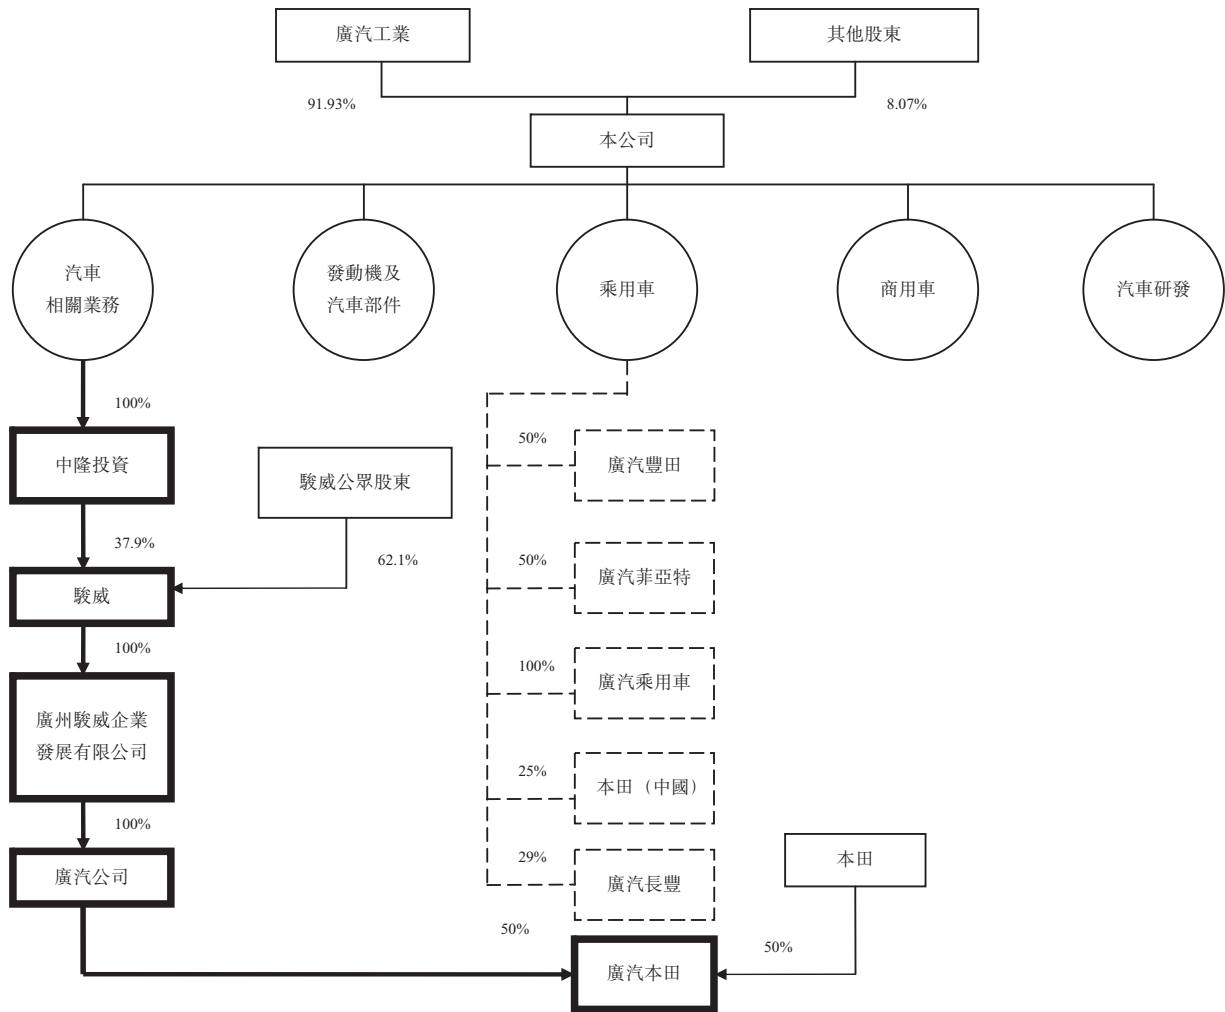 廣汽工業
其他股東
91.93%
8.07%
本公司
汽車
相關業務
發動機及
汽車部件
乘用車
商用車
汽車研發
100%
中隆投資
駿威公眾股東
50%
廣汽豐田
37.9%
62.1%
50%
廣汽菲亞特
駿威
100%
100%
廣汽乘用車
廣州駿威企業
發展有限公司
25%
本田（中國）
100%
29%
廣汽長豐
本田
廣汽公司
50%
50%
廣汽本田